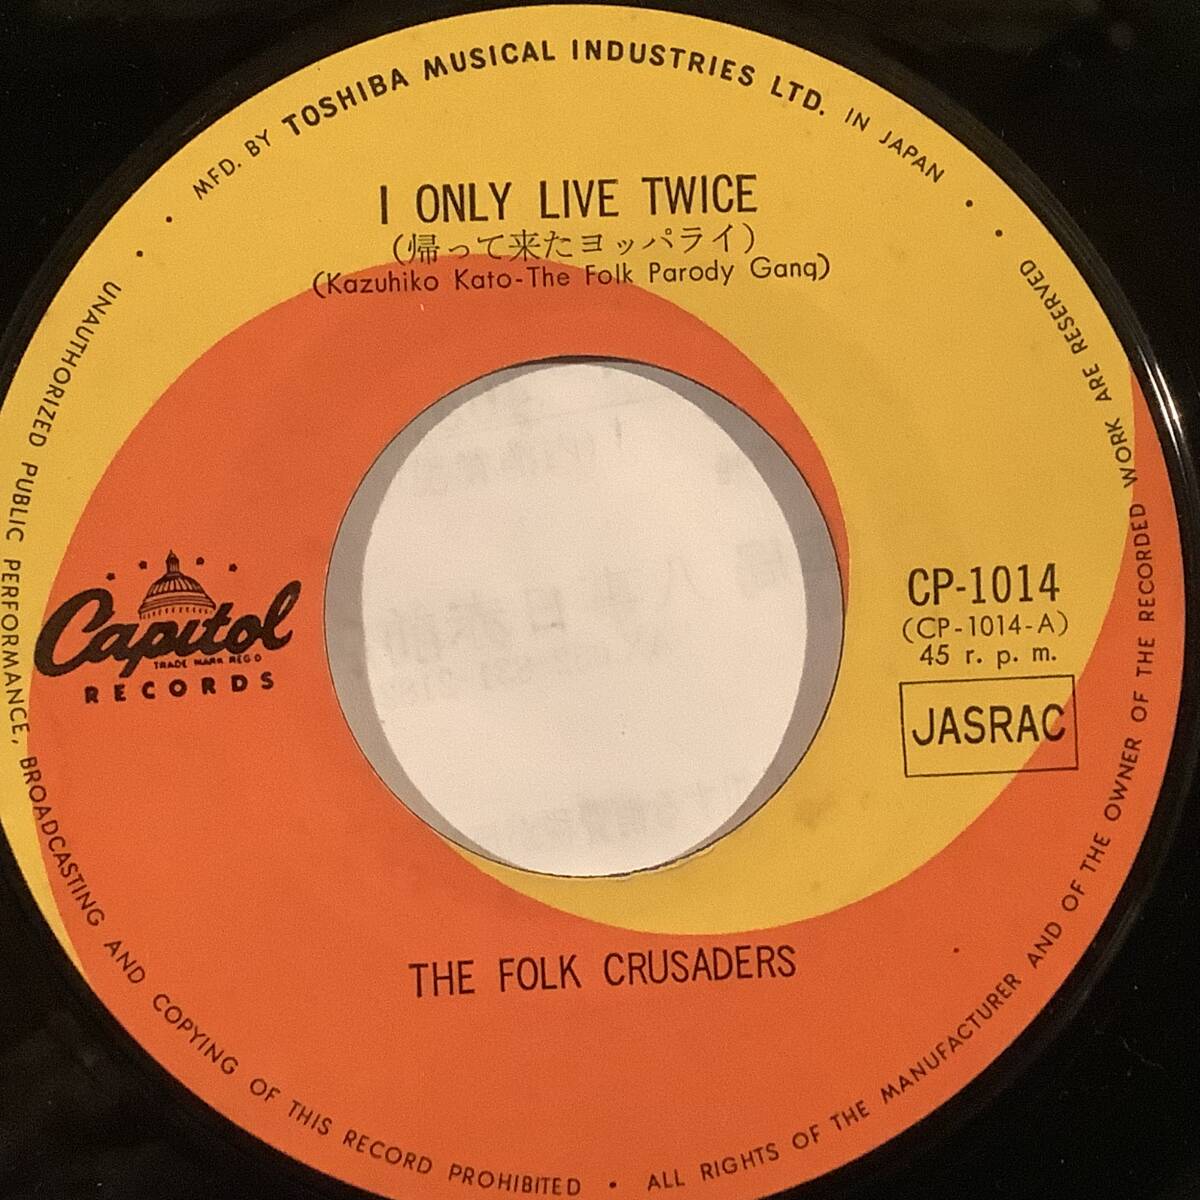 MFD. BY TOSHIBA MUSICAL INDUSTRIES LTD. IN JAPAN
I ONLY LIVE TWICE
(帰って来たヨッパライ)
(Kazuhiko Kato-The Folk Parody Gang)
Capitol
TRADE MARK REG
RECORDS
CP-1014
(CP-1014-A)
45 r. p. m.
JASRAC
THE FOLK CRUSADERS
UNAUTHORIZED PUBLIC PERFORMANCE, BROADCASTING AND COPYING OF THIS RECORD PROHIBITED • ALL RIGHTS OF THE MANUFACTURER AND OF THE OWNER OF THE RECORDED WORK ARE RESERVED